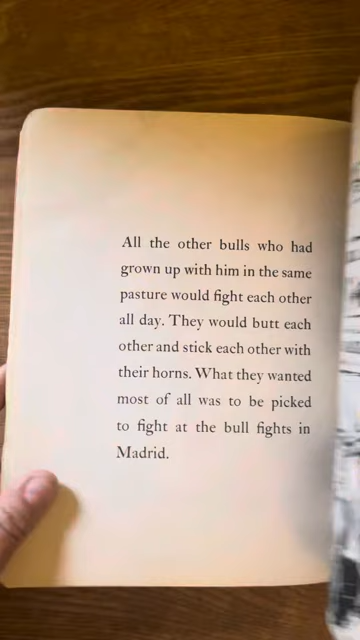 All the other bulls who had
grown up with him in the same
pasture would fight each other
all day. They would butt each
other and stick each other with
their horns. What they wanted
most of all was to be picked
to fight at the bull fights in
Madrid.